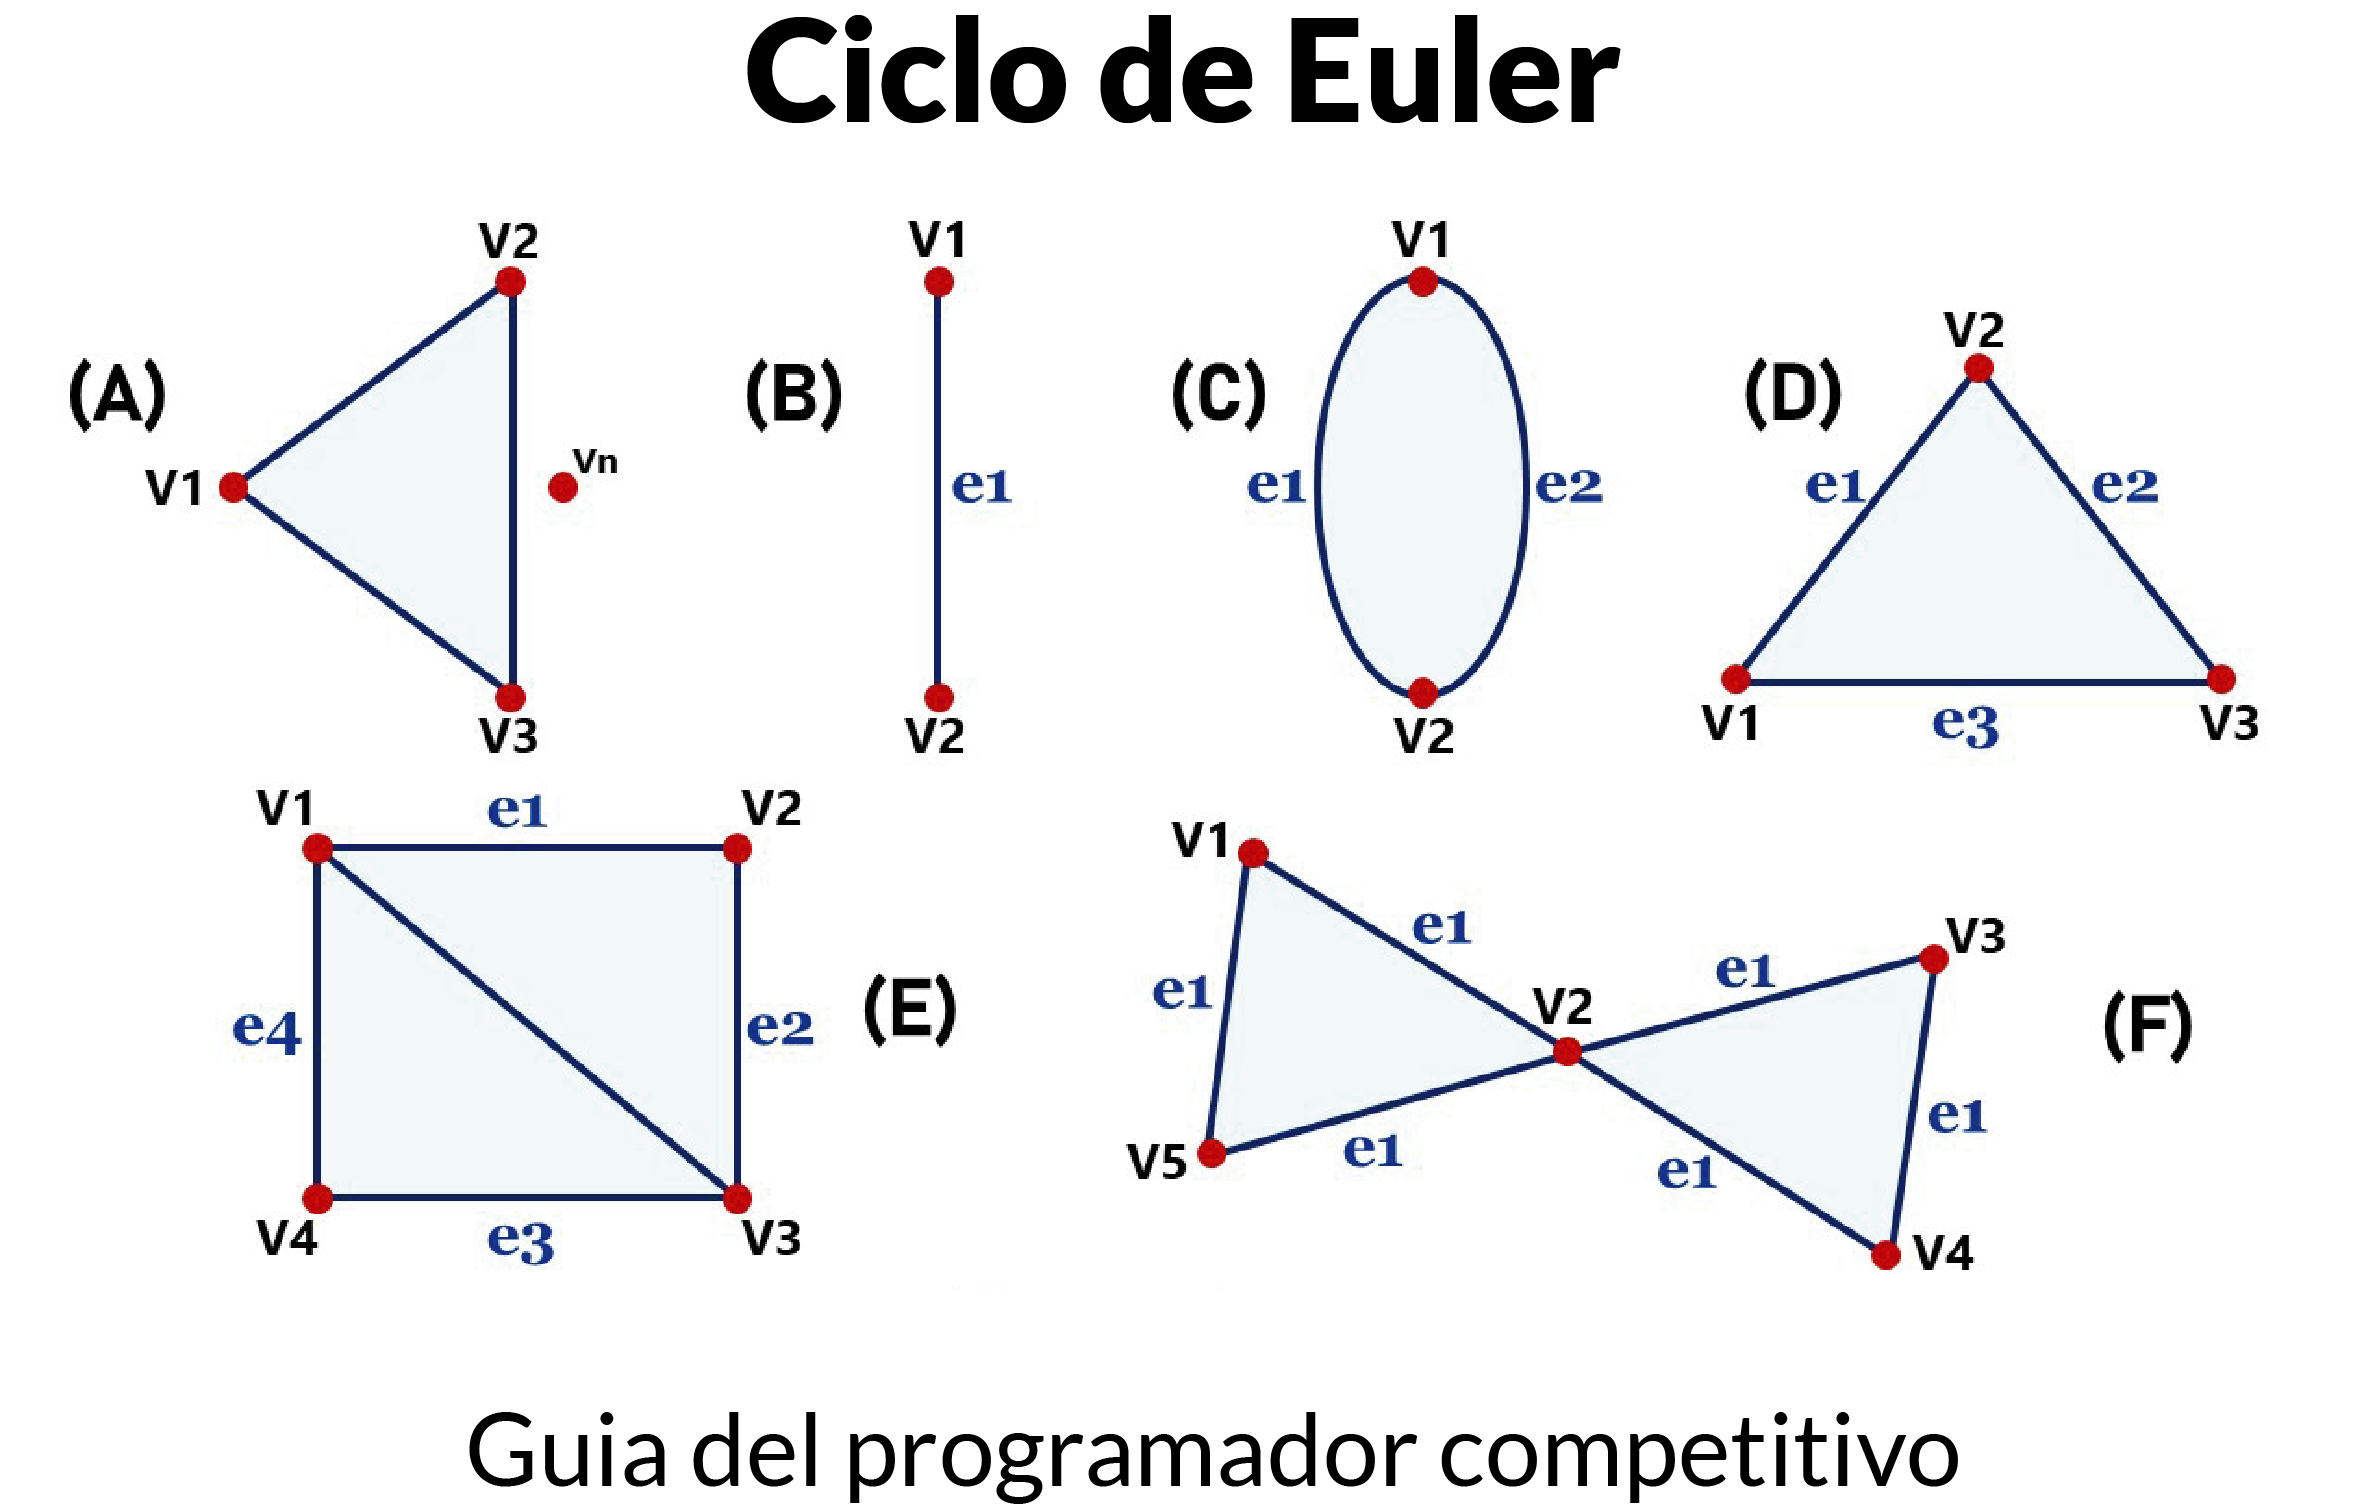 Ciclo de Euler
V2
(A)
V1
Vn
V3
V1
(B)
e1
V2
V1
(C)
e1
e2
V2
V2
(D)
e1
e2
V1
e3
V3
V1
e1
V2
e4
e2
(E)
V4
e3
V3
V1
e1
e1
V2
e1
V3
(F)
V5
e1
e1
e1
V4
Guia del programador competitivo